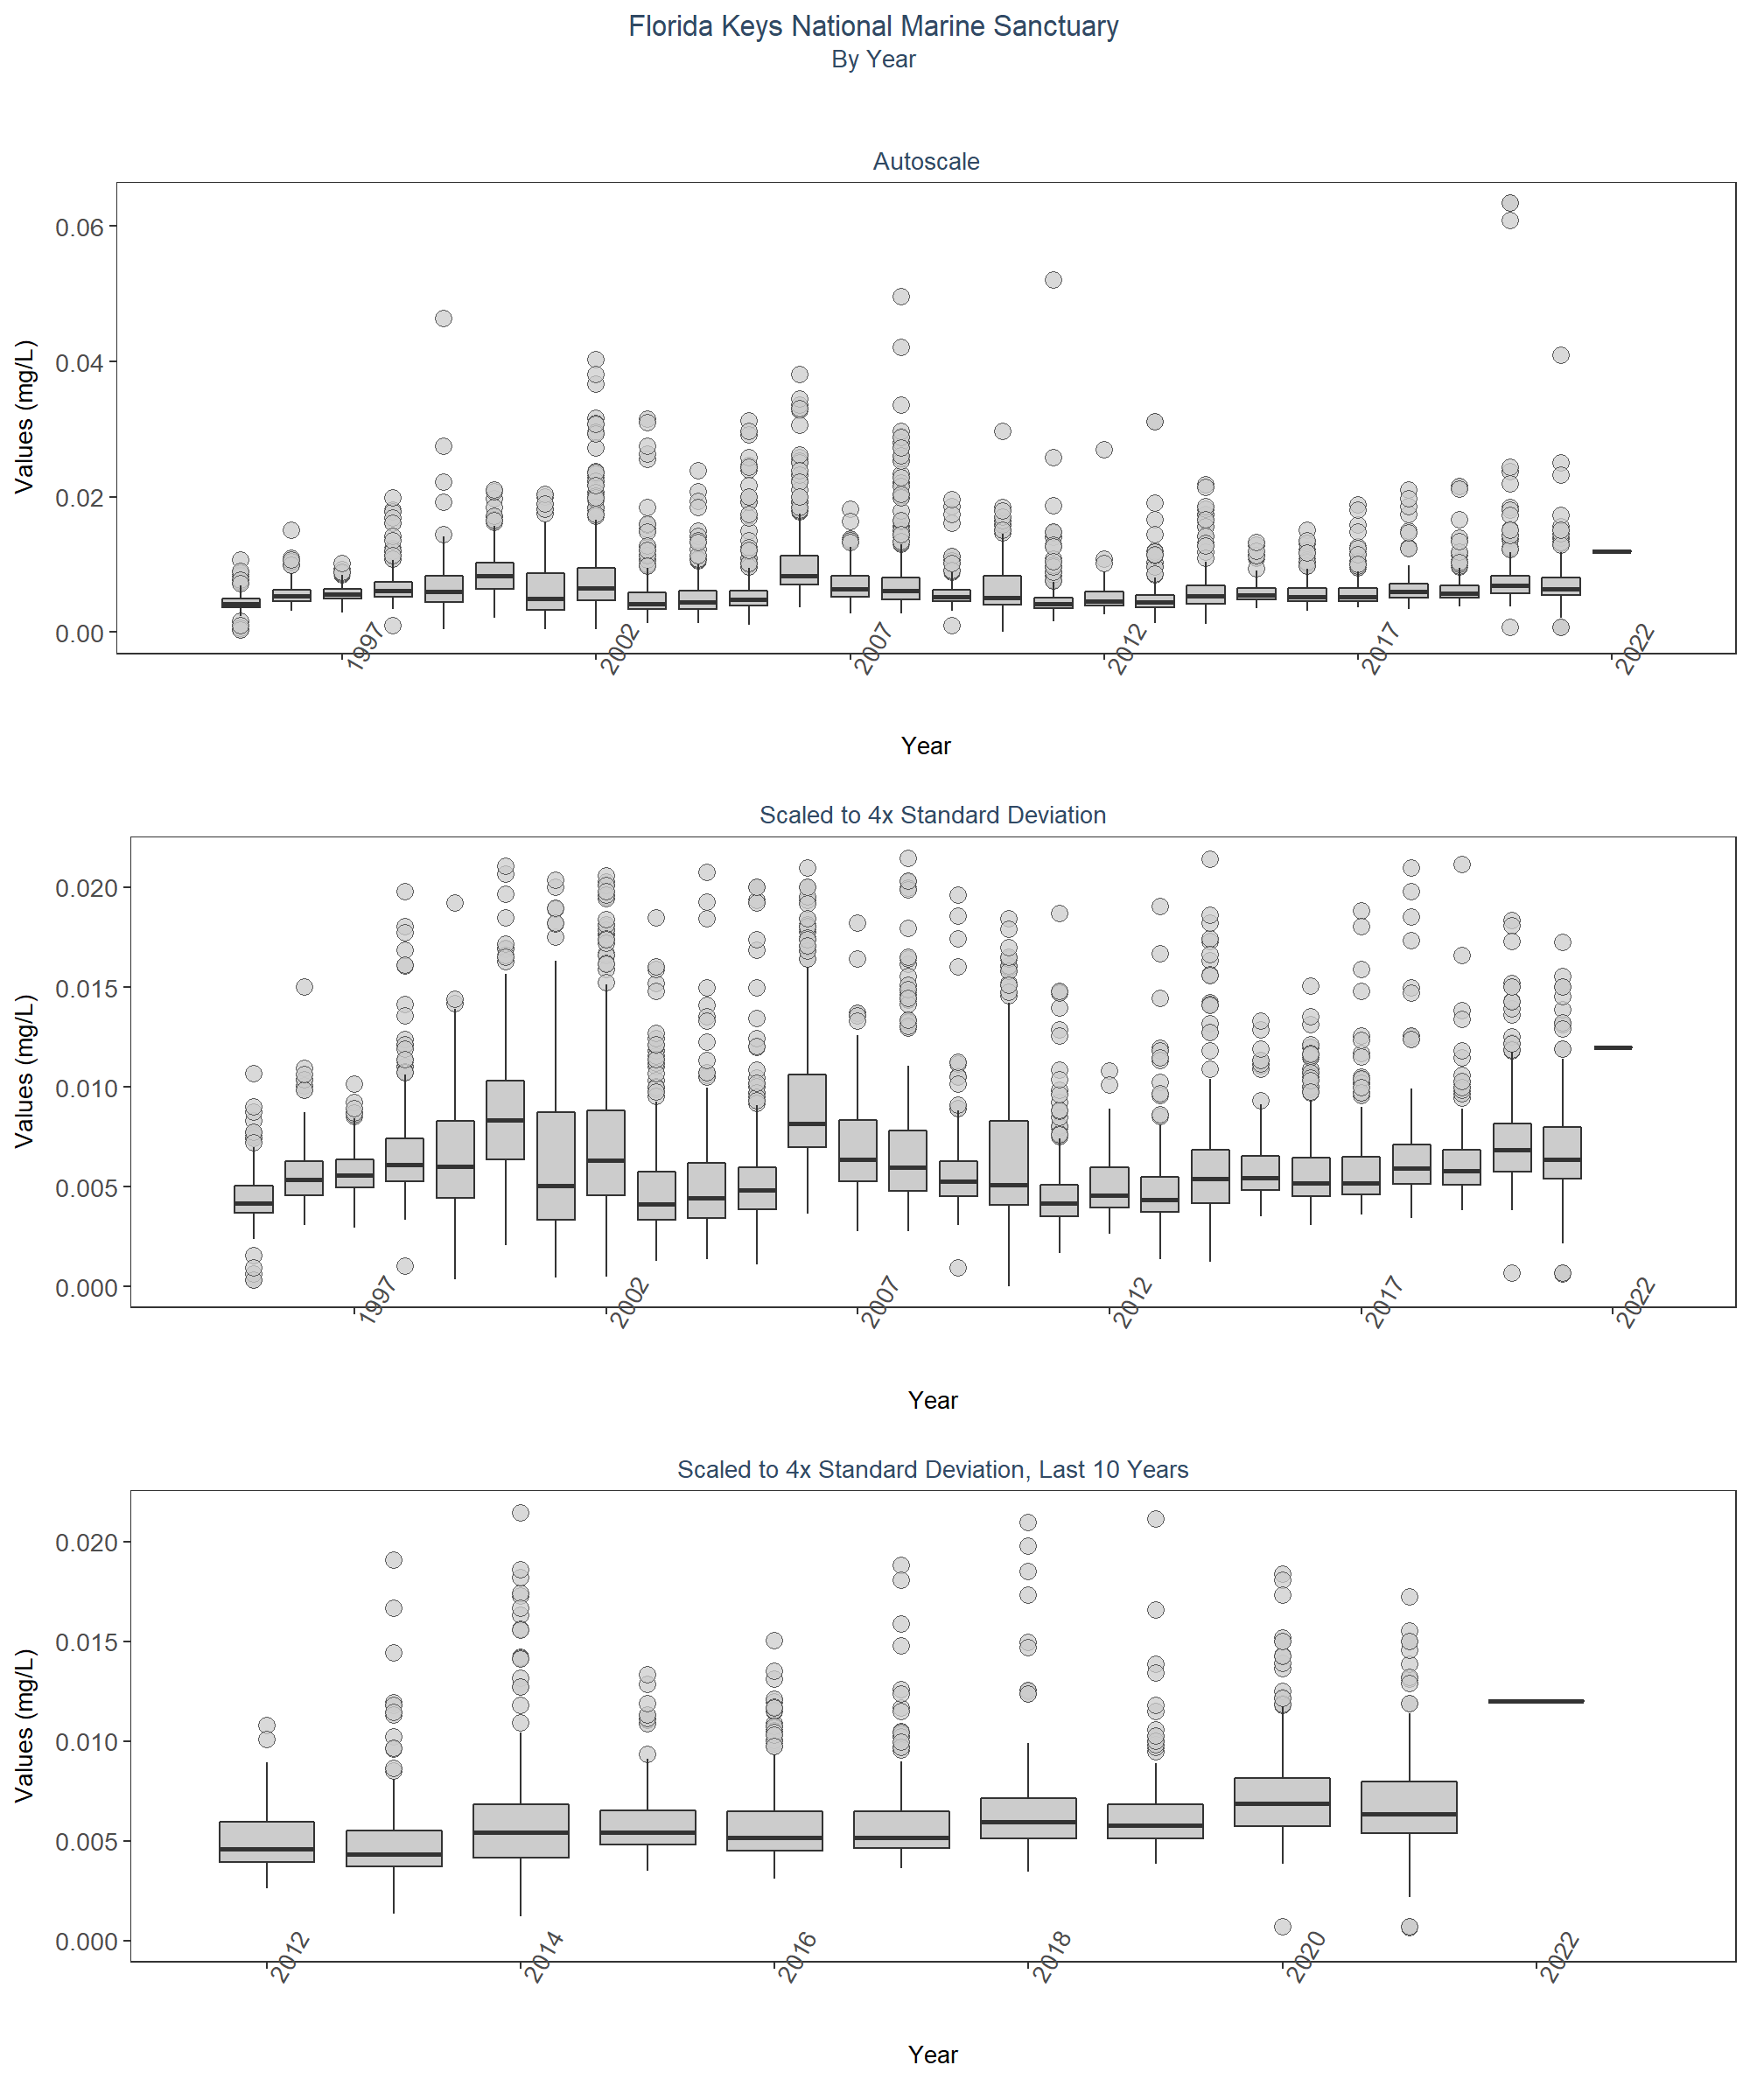 Florida Keys National Marine Sanctuary
By Year
Autoscale
Values (mg/L)
0.06
0.04
0.02
0.00
1997
2002
2007
2012
2017
2022
Year
Scaled to 4x Standard Deviation
Values (mg/L)
0.020
0.015
0.010
0.005
0.000
1997
2002
2007
2012
2017
2022
Year
Scaled to 4x Standard Deviation, Last 10 Years
Values (mg/L)
0.020
0.015
0.010
0.005
0.000
2012
2014
2016
2018
2020
2022
Year